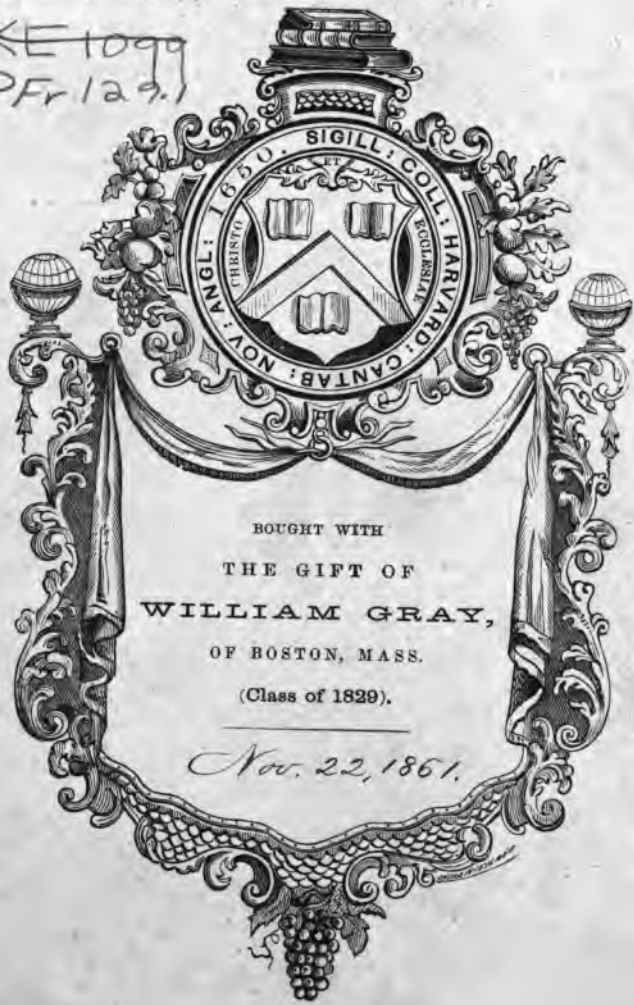 KE 1099
PFr 129.1
SIGILL: COLL: HARVARD: CANTAB: NOV: ANGL: 1650.
ET
CHRISTO
ECCLESIAE
BOUGHT WITH
THE GIFT OF
WILLIAM GRAY,
OF BOSTON, MASS.
(Class of 1829).
Nov. 22, 1861.